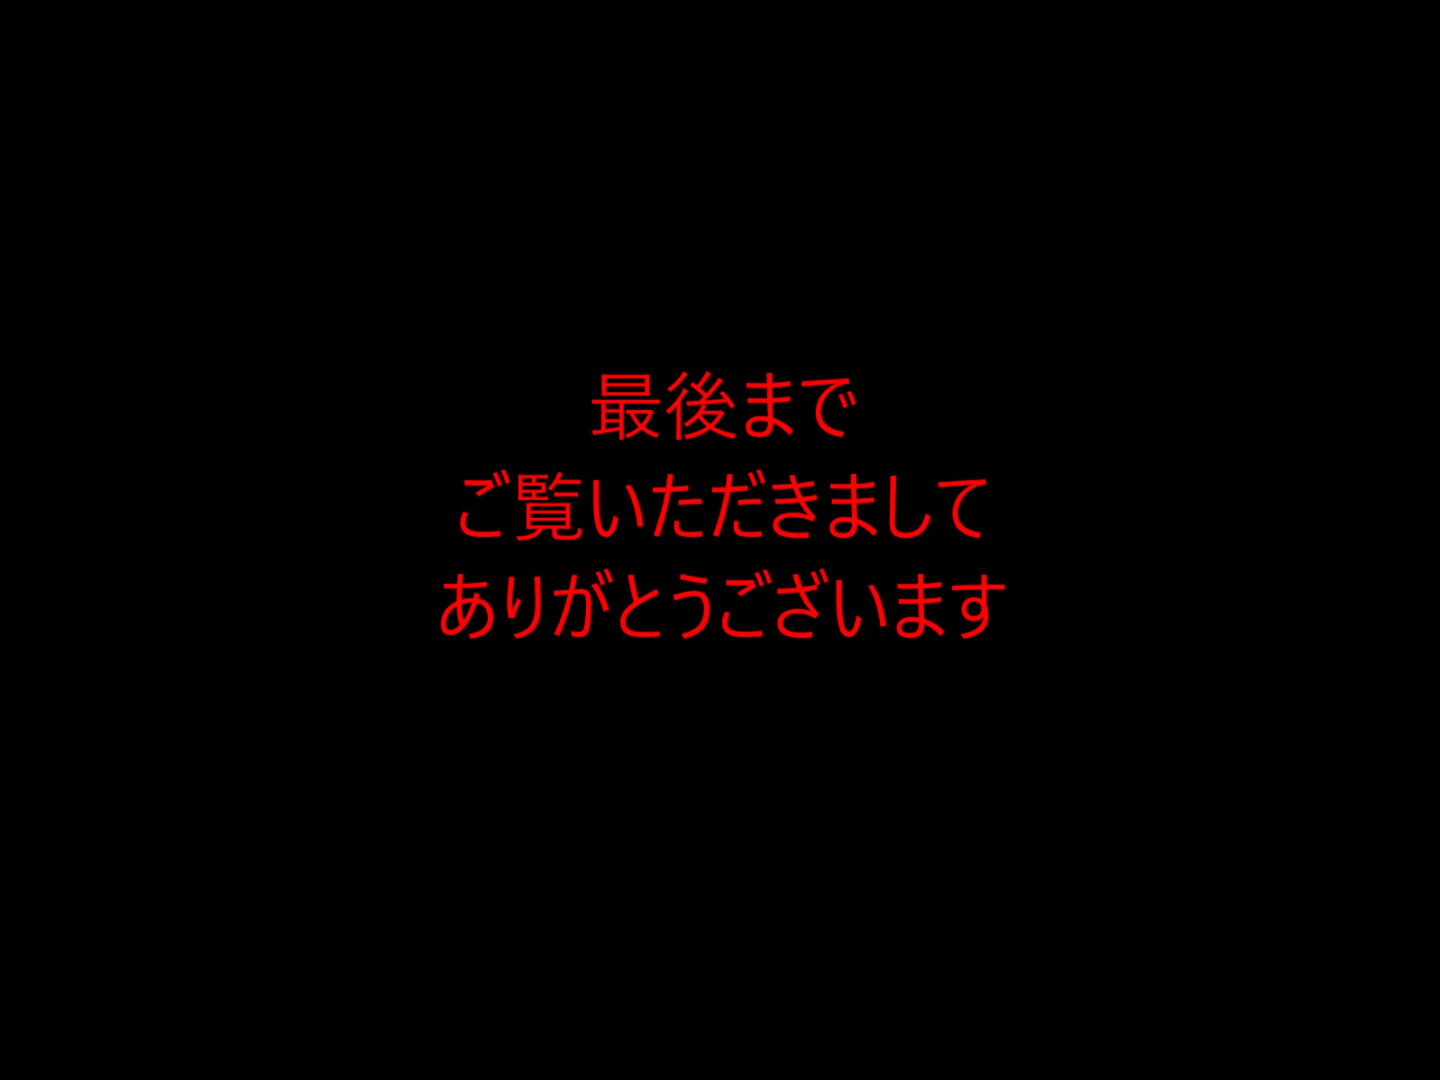 最後まで
ご覧いただきまして
ありがとうございます